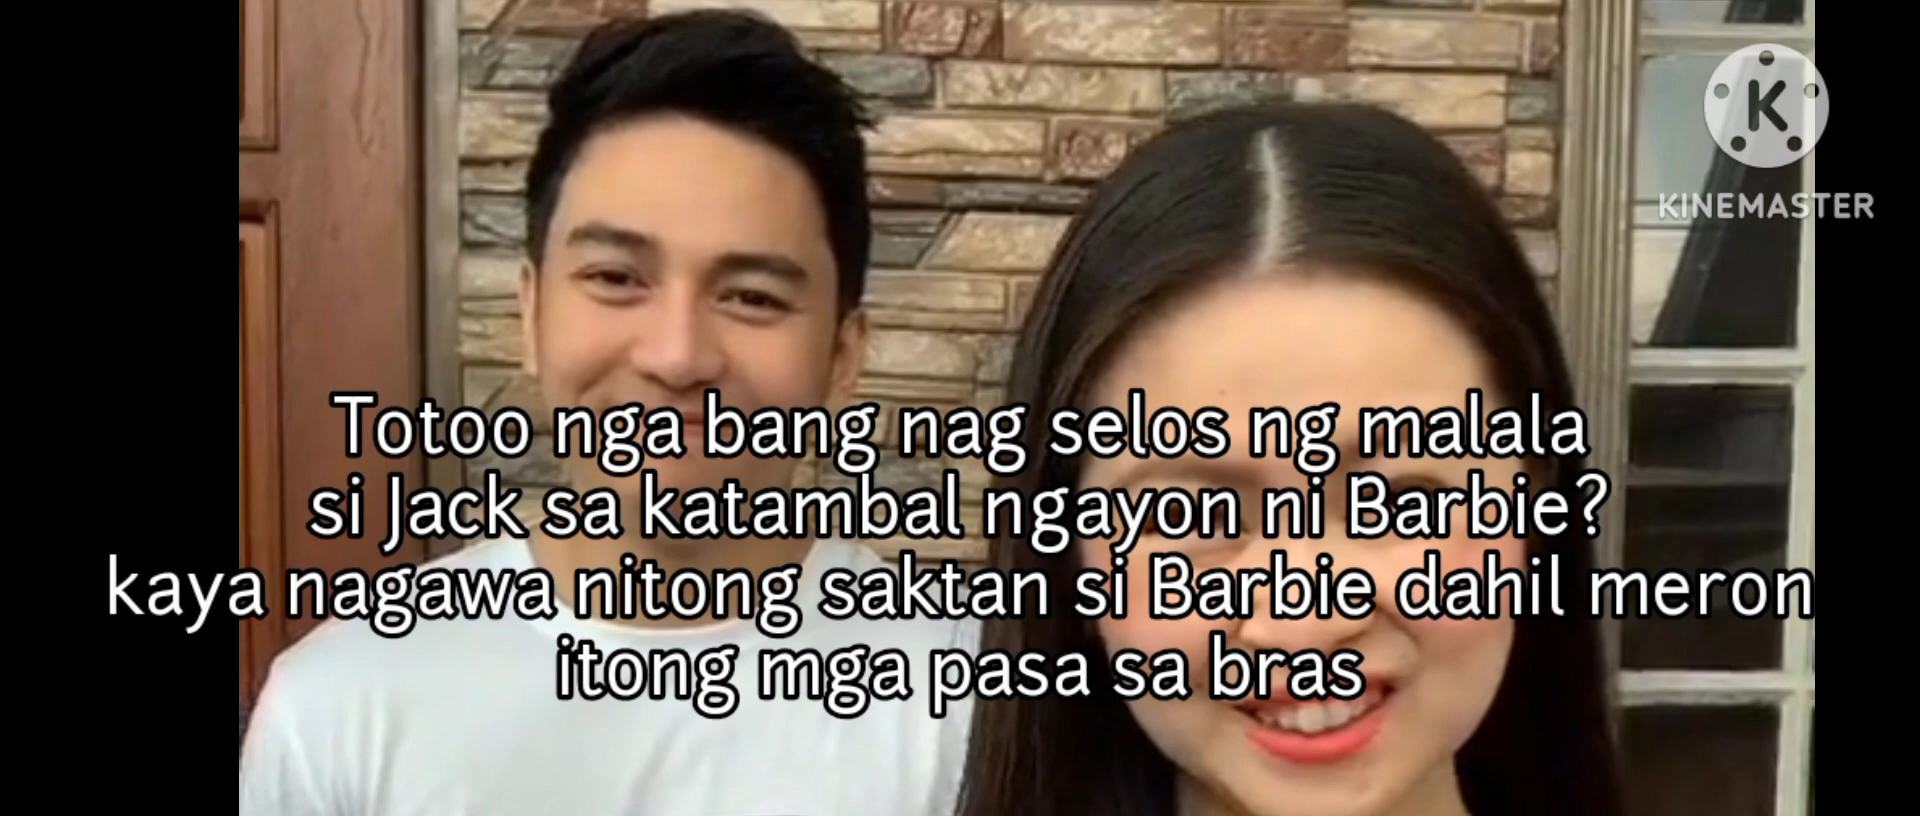 K
KINEMASTER
Totoo nga bang nag selos ng malala
si Jack sa katambal ngayon ni Barbie?
kaya nagawa nitong saktan si Barbie dahil meron
itong mga pasa sa bras